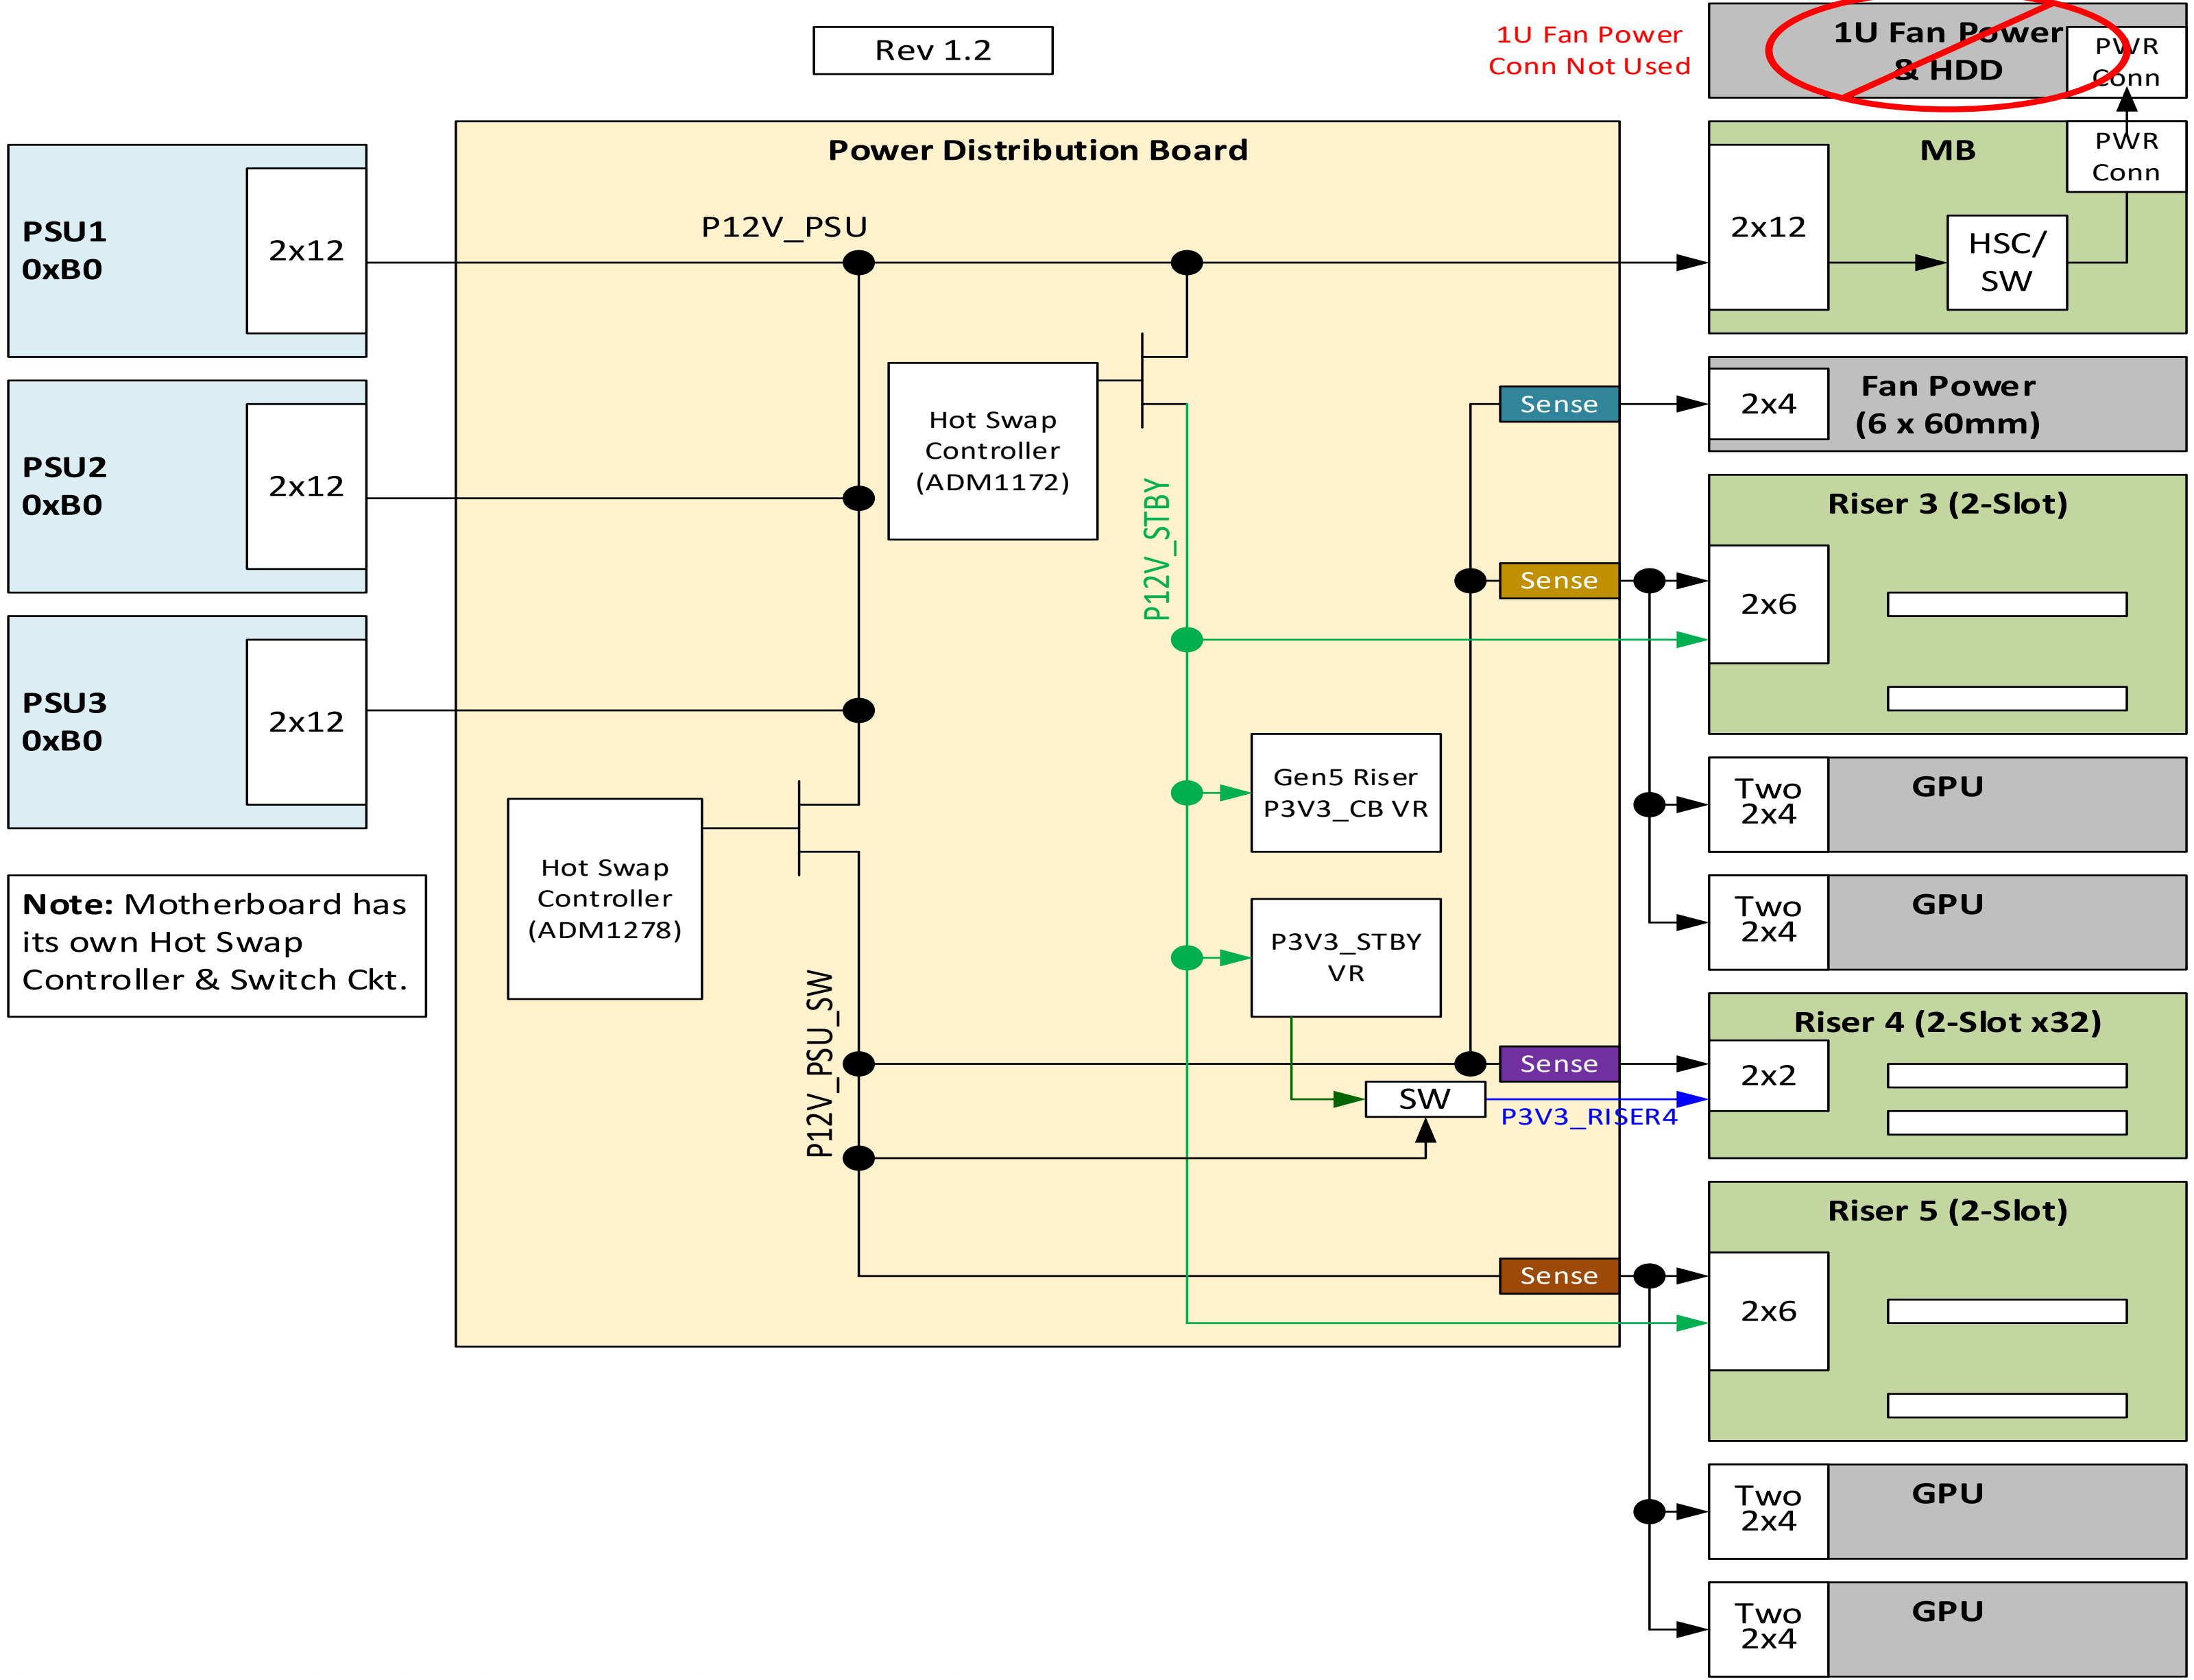 Rev 1.2
1U Fan Power
Conn Not Used
1U Fan Power
& HDD
PWR
Conn
Power Distribution Board
MB
PWR
Conn
2x12
HSC/
SW
PSU1
0xB0
2x12
P12V_PSU
PSU2
0xB0
2x12
PSU3
0xB0
2x12
Note: Motherboard has
its own Hot Swap
Controller & Switch Ckt.
Hot Swap
Controller
(ADM1172)
P12V_STBY
Hot Swap
Controller
(ADM1278)
P12V_PSU_SW
Gen5 Riser
P3V3_CB VR
P3V3_STBY
VR
SW
P3V3_RISER4
Sense
Sense
Sense
Sense
2x4
Fan Power
(6 x 60mm)
Riser 3 (2-Slot)
2x6
Two
2x4
GPU
Two
2x4
GPU
Riser 4 (2-Slot x32)
2x2
Riser 5 (2-Slot)
2x6
Two
2x4
GPU
Two
2x4
GPU